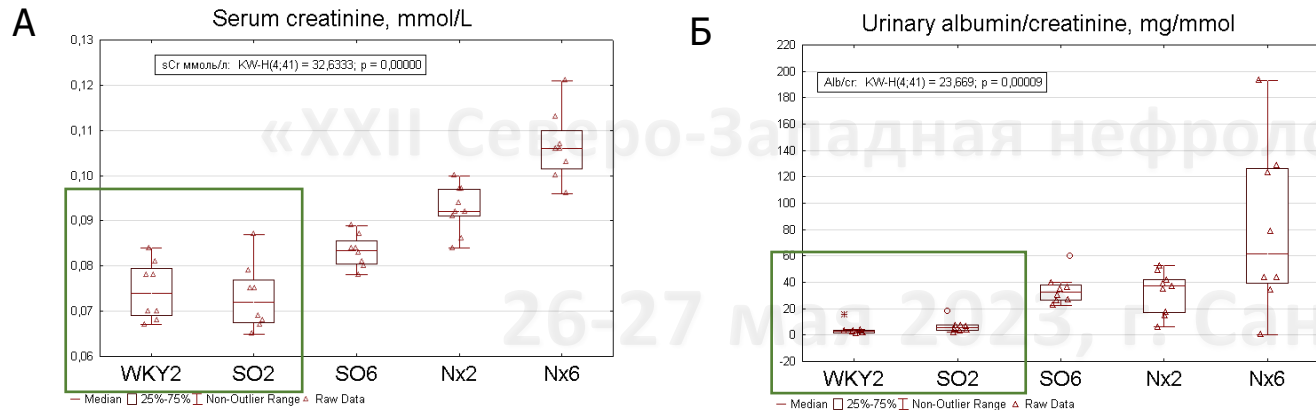 А
Serum creatinine, mmol/L
0,13
0,12
0,11
0,10
0,09
0,08
0,07
0,06
sCr ммоль/л: KW-H(4;41) = 32,6333; p = 0,00000
WKY2 SO2 SO6 Nx2 Nx6
Median 25%-75% Non-Outlier Range Raw Data
Б
Urinary albumin/creatinine, mg/mmol
220
200
180
160
140
120
100
80
60
40
20
0
-20
Alb/cr: KW-H(4;41) = 23,669; p = 0,00009
WKY2 SO2 SO6 Nx2 Nx6
Median 25%-75% Non-Outlier Range Raw Data
«XXII Северо-Западная нефроло
26-27 мая 2023, г. Сан